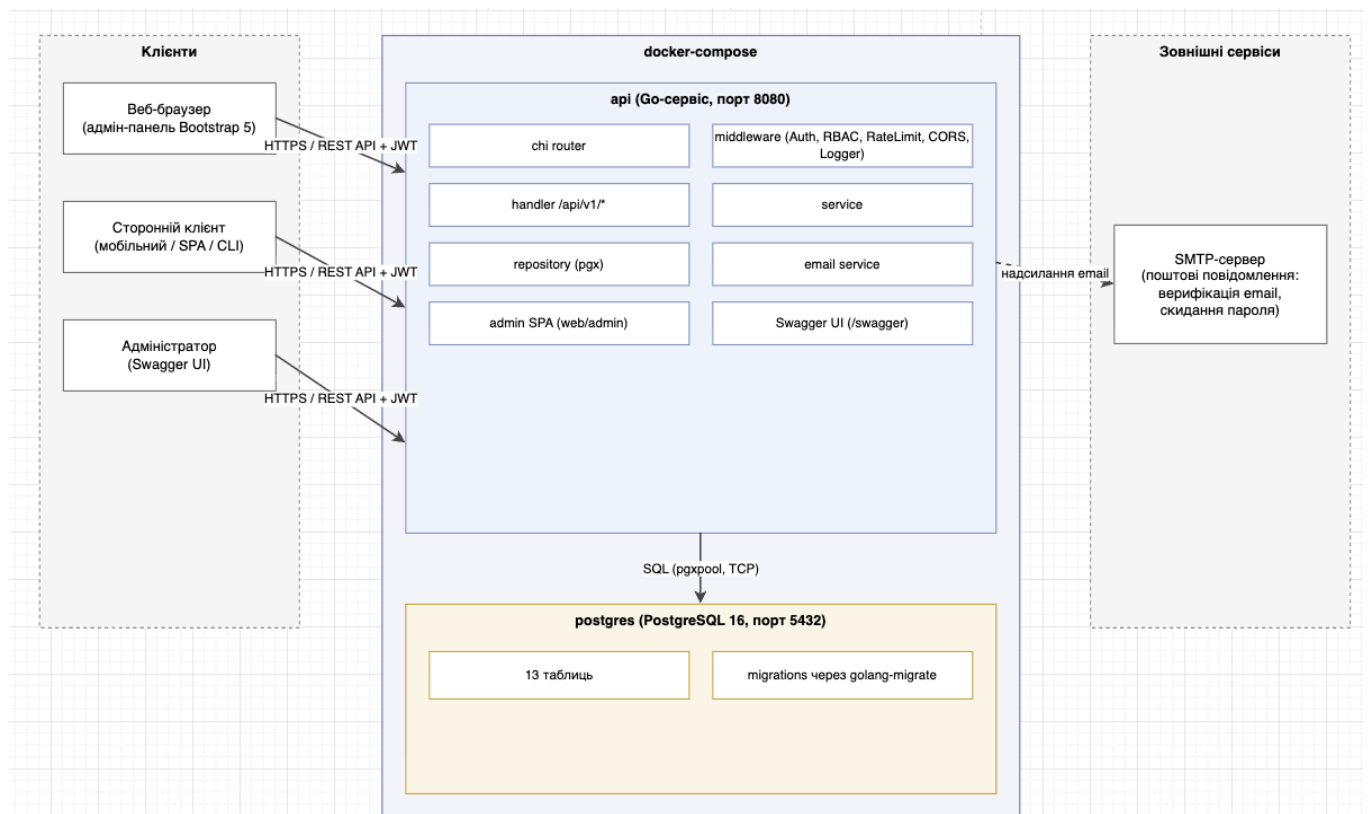 Клієнти
Веб-браузер
(адмін-панель Bootstrap 5)
HTTPS / REST API + JWT
Сторонній клієнт
(мобільний / SPA / CLI)
HTTPS / REST API + JWT
Адміністратор
(Swagger UI)
HTTPS / REST API + JWT
docker-compose
api (Go-сервіс, порт 8080)
chi router
middleware (Auth, RBAC, RateLimit, CORS,
Logger)
handler /api/v1/*
service
repository (pgx)
email service
admin SPA (web/admin)
Swagger UI (/swagger)
SQL (pgxpool, TCP)
postgres (PostgreSQL 16, порт 5432)
13 таблиць
migrations через golang-migrate
надсилання email
Зовнішні сервіси
SMTP-сервер
(поштові повідомлення:
верифікація email,
скидання пароля)